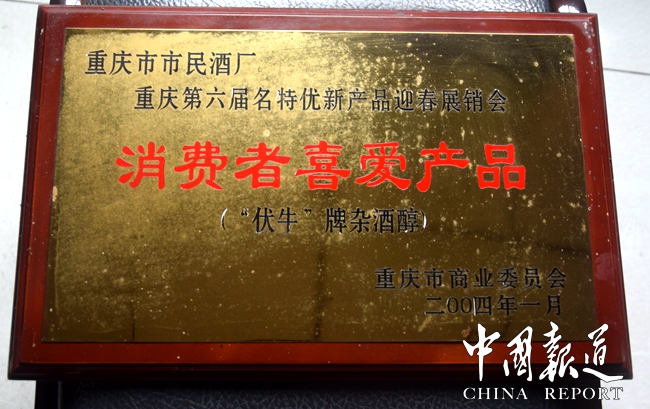 重庆市市民酒厂
重庆第六届名特优新产品迎春展销会
消费者喜爱产品
（“伏牛”牌杂酒醇）
重庆市商业委员会
二〇〇四年一月
中国報道
CHINA REPORT